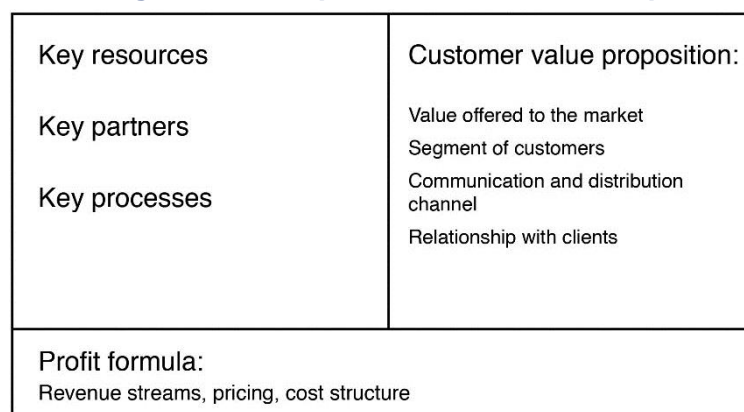 Key resources
Key partners
Key processes
Customer value proposition:
Value offered to the market
Segment of customers
Communication and distribution
channel
Relationship with clients
Profit formula:
Revenue streams, pricing, cost structure